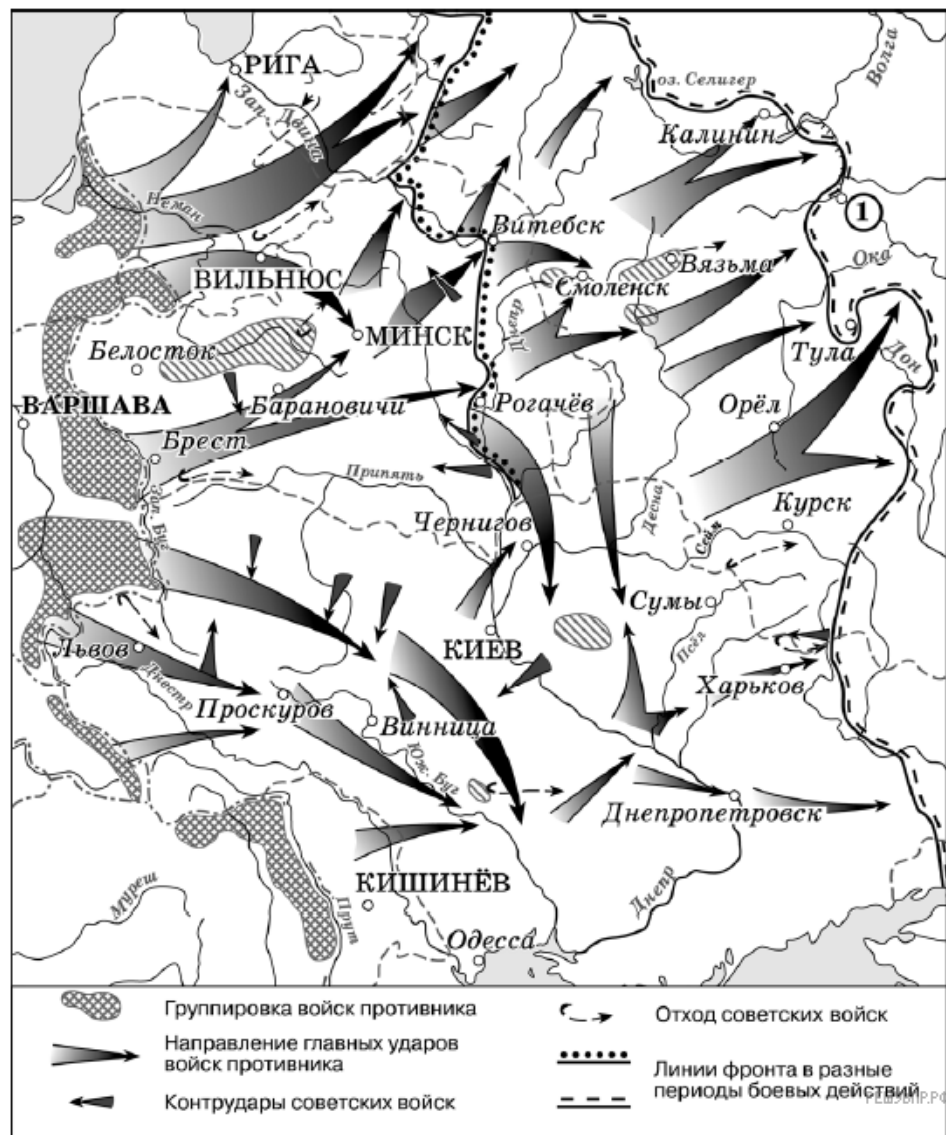 РИГА
Зап. Двина
оз. Селигер
Волга
Калинин
Неман
1
Витебск
Ока
Вязьма
ВИЛЬНЮС
Смоленск
Днепр
МИНСК
Белосток
Тула
Дон
Барановичи
ВАРШАВА
Рогачёв
Орёл
Брест
Припять
Зап. Буг
Десна
Курск
Чернигов
Сейм
Сумы
КИЕВ
Псёл
Львов
Днестр
Харьков
Проскуров
Винница
Юж. Буг
Днепропетровск
КИШИНЁВ
Муреш
Прут
Днепр
Одесса
Группировка войск противника
Направление главных ударов
войск противника
Контрудары советских войск
Отход советских войск
Линии фронта в разные
периоды боевых действий
РЕШУВПР.РФ